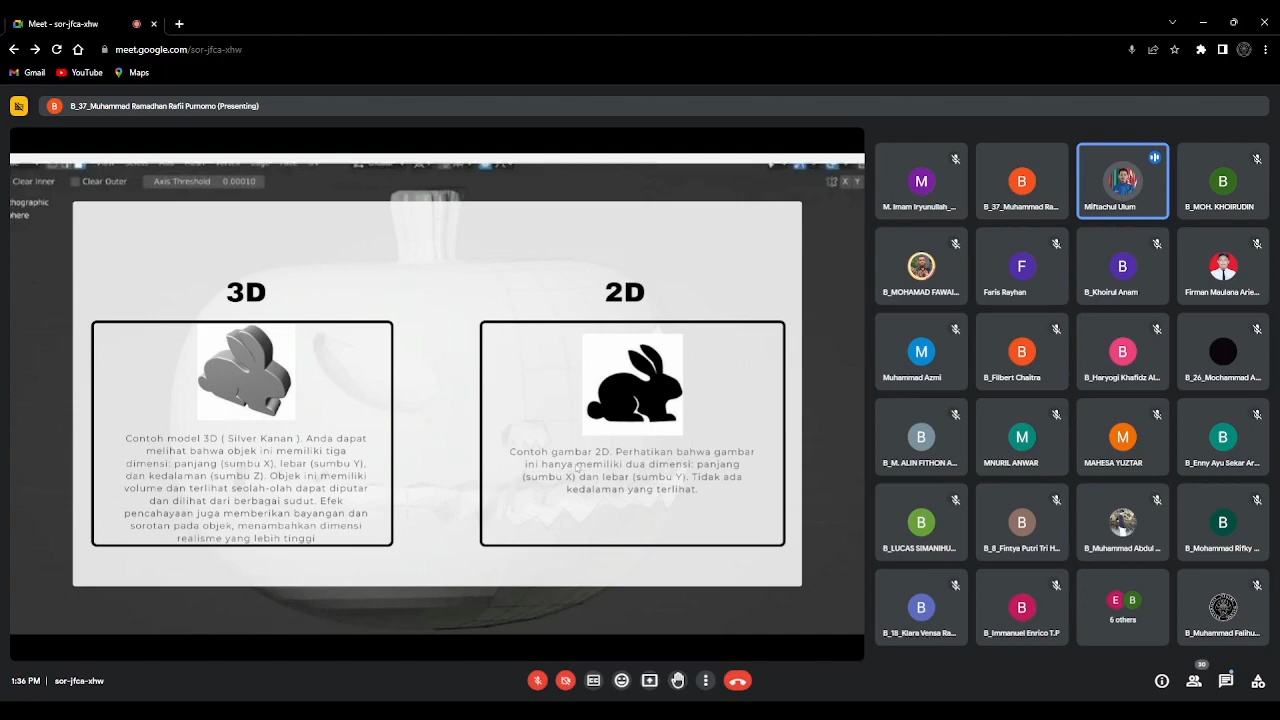 Meet - sor-jfca-xhw
meet.google.com/sor-jfca-xhw
Gmail
YouTube
Maps
B_37_Muhammad Ramadhan Rafii Purnomo (Presenting)
Clear Inner
Clear Outer
Axis Threshold
0.00010
X Y
thographic
here
3D
Contoh model 3D ( Silver Kanan ). Anda dapat
melihat bahwa objek ini memiliki tiga
dimensi: panjang (sumbu X), lebar (sumbu Y),
dan kedalaman (sumbu Z). Objek ini memiliki
volume dan terlihat seolah-olah dapat diputar
dan dilihat dari berbagai sudut. Efek
pencahayaan juga memberikan bayangan dan
sorotan pada objek, menambahkan dimensi
realisme yang lebih tinggi
2D
Contoh gambar 2D. Perhatikan bahwa gambar
ini hanya memiliki dua dimensi: panjang
(sumbu X) dan lebar (sumbu Y). Tidak ada
kedalaman yang terlihat.
M
M. Imam Iryunullah_...
B
B_37_Muhammad Ra...
Miftachul Ulum
B
B_MOH. KHOIRUDIN
B_MOHAMAD FAWAI...
F
Faris Rayhan
B
B_Khoirul Anam
Firman Maulana Arie...
M
Muhammad Azmi
B
B_Filbert Chaitra
B
B_Haryogi Khafidz Al...
B_26_Mochammad A...
B
B_M. ALIN FITHON A...
M
MNURIL ANWAR
M
MAHESA YUZTAR
B
B_Enny Ayu Sekar Ar...
B
B_LUCAS SIMANIHU...
B
B_8_Fintya Putri Tri H...
B_Muhammad Abdul ...
B
B_Mohammad Rifky ...
B
B_18_Klara Vensa Ra...
B
B_Immanuel Enrico T.P
E B
6 others
B_Muhammad Falihu...
1:36 PM
sor-jfca-xhw
30